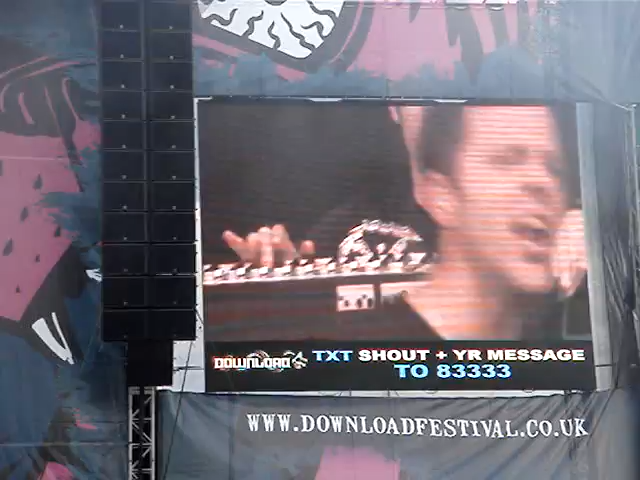 DOWNLOAD TXT SHOUT + YR MESSAGE
TO 83333
WWW.DOWNLOADFESTIVAL.CO.UK